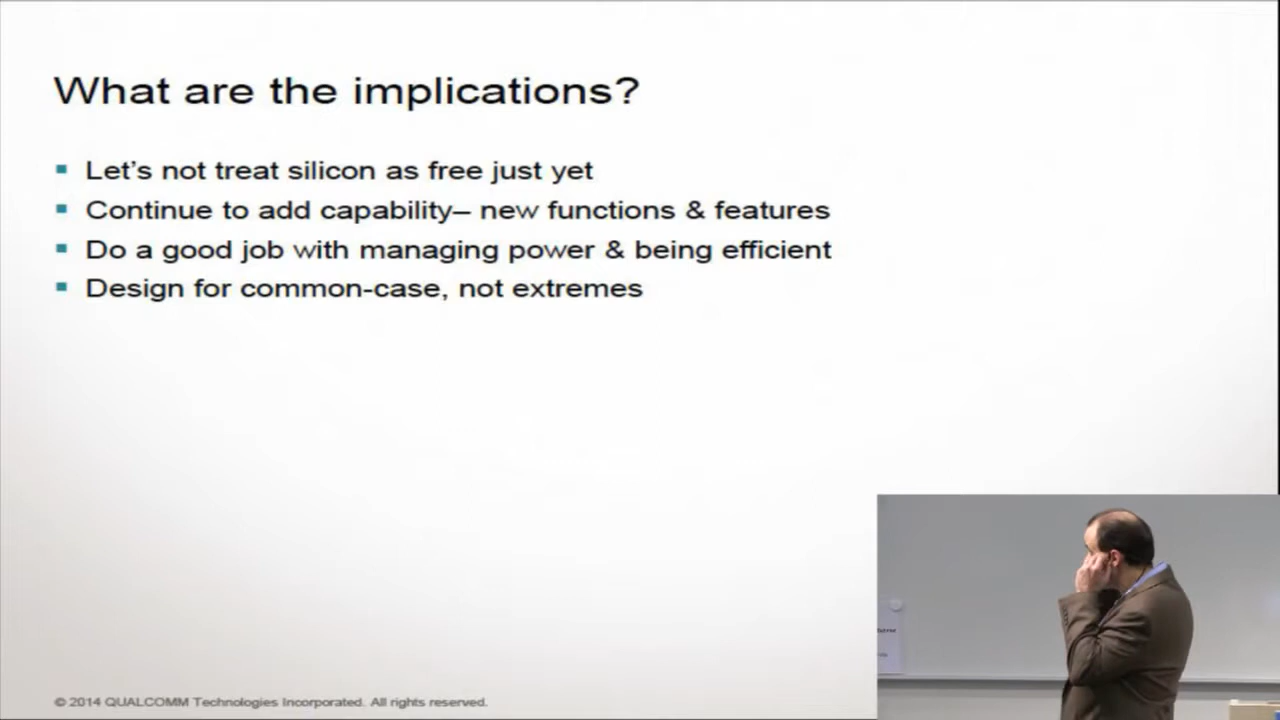 What are the implications?
Let's not treat silicon as free just yet
Continue to add capability– new functions & features
Do a good job with managing power & being efficient
Design for common-case, not extremes
© 2014 QUALCOMM Technologies Incorporated. All rights reserved.